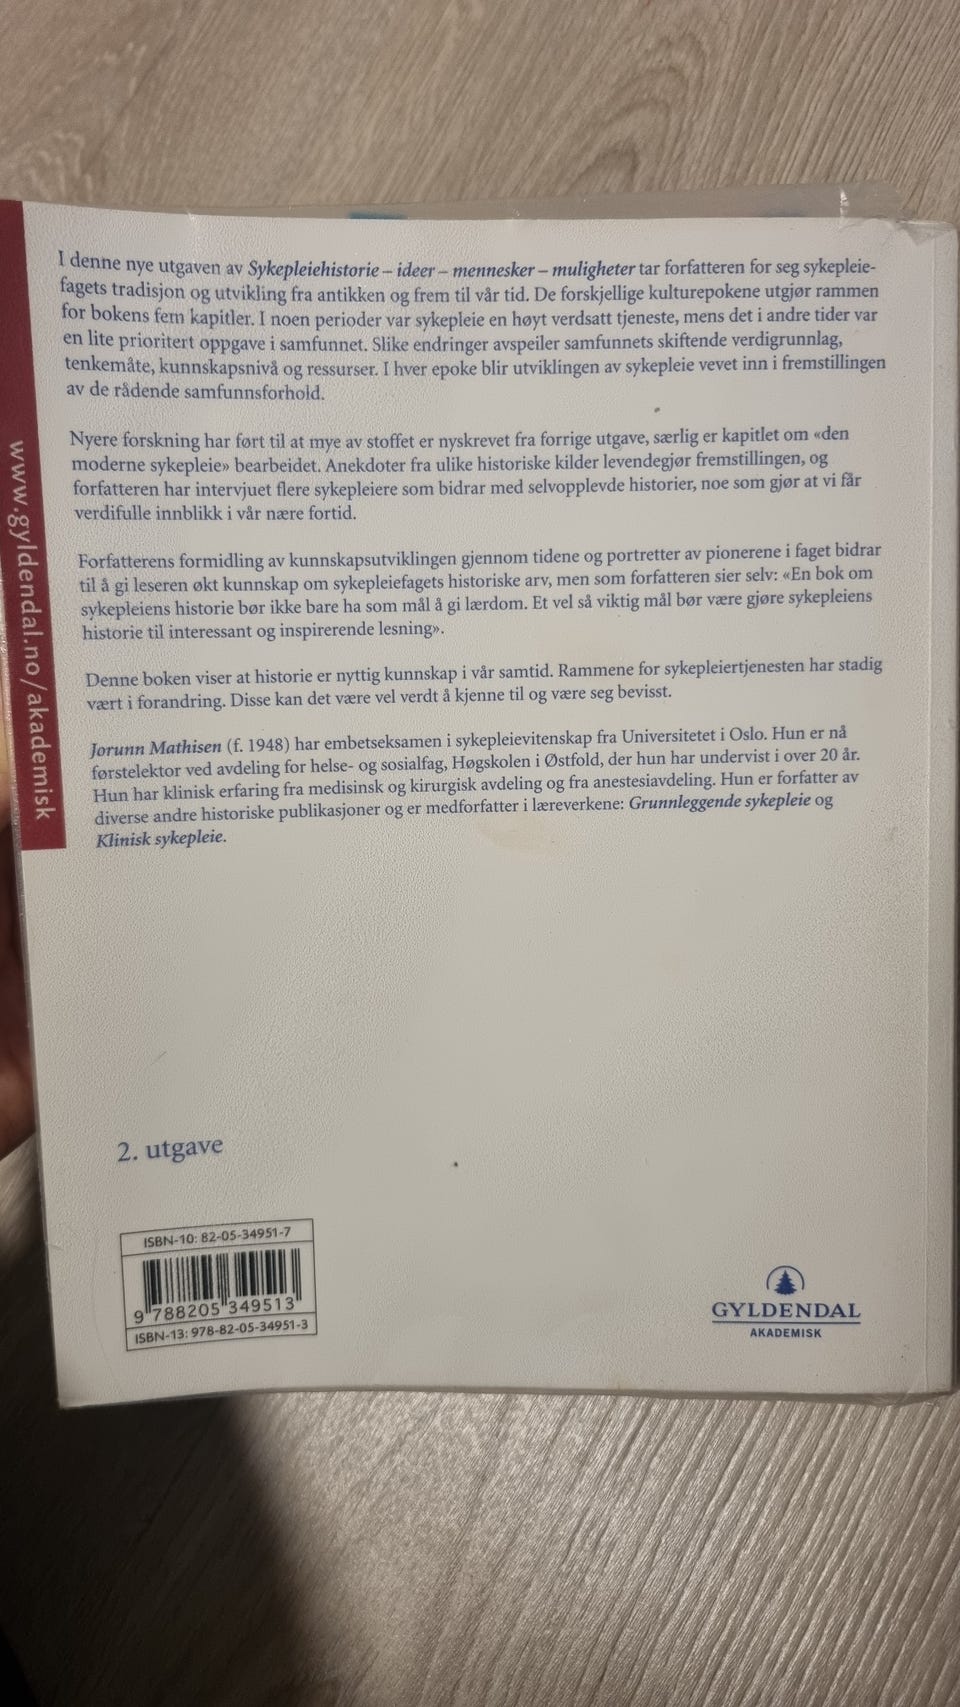 I denne nye utgaven av Sykepleiehistorie – ideer – mennesker – muligheter tar forfatteren for seg sykepleie-
fagets tradisjon og utvikling fra antikken og frem til vår tid. De forskjellige kulturepokene utgjør rammen
for bokens fem kapitler. I noen perioder var sykepleie en høyt verdsatt tjeneste, mens det i andre tider var
en lite prioritert oppgave i samfunnet. Slike endringer avspeiler samfunnets skiftende verdigrunnlag,
tenkemåte, kunnskapsnivå og ressurser. I hver epoke blir utviklingen av sykepleie vevet inn i fremstillingen
av de rådende samfunnsforhold.
Nyere forskning har ført til at mye av stoffet er nyskrevet fra forrige utgave, særlig er kapitlet om «den
moderne sykepleie» bearbeidet. Anekdoter fra ulike historiske kilder levendegjør fremstillingen, og
forfatteren har intervjuet flere sykepleiere som bidrar med selvopplevde historier, noe som gjør at vi får
verdifulle innblikk i vår nære fortid.
Forfatterens formidling av kunnskapsutviklingen gjennom tidene og portretter av pionerene i faget bidrar
til å gi leseren økt kunnskap om sykepleiefagets historiske arv, men som forfatteren sier selv: «En bok om
sykepleiens historie bør ikke bare ha som mål å gi lærdom. Et vel så viktig mål bør være gjøre sykepleiens
historie til interessant og inspirerende lesning».
Denne boken viser at historie er nyttig kunnskap i vår samtid. Rammene for sykepleiertjenesten har stadig
vært i forandring. Disse kan det være vel verdt å kjenne til og være seg bevisst.
Jorunn Mathisen (f. 1948) har embetseksamen i sykepleievitenskap fra Universitetet i Oslo. Hun er nå
førstelektor ved avdeling for helse- og sosialfag, Høgskolen i Østfold, der hun har undervist i over 20 år.
Hun har klinisk erfaring fra medisinsk og kirurgisk avdeling og fra anestesiavdeling. Hun er forfatter av
diverse andre historiske publikasjoner og er medforfatter i læreverkene: Grunnleggende sykepleie og
Klinisk sykepleie.
www.gyldendal.no/akademisk
2. utgave
ISBN-10: 82-05-34951-7
9 788205 349513
ISBN-13: 978-82-05-34951-3
GYLDENDAL
AKADEMISK